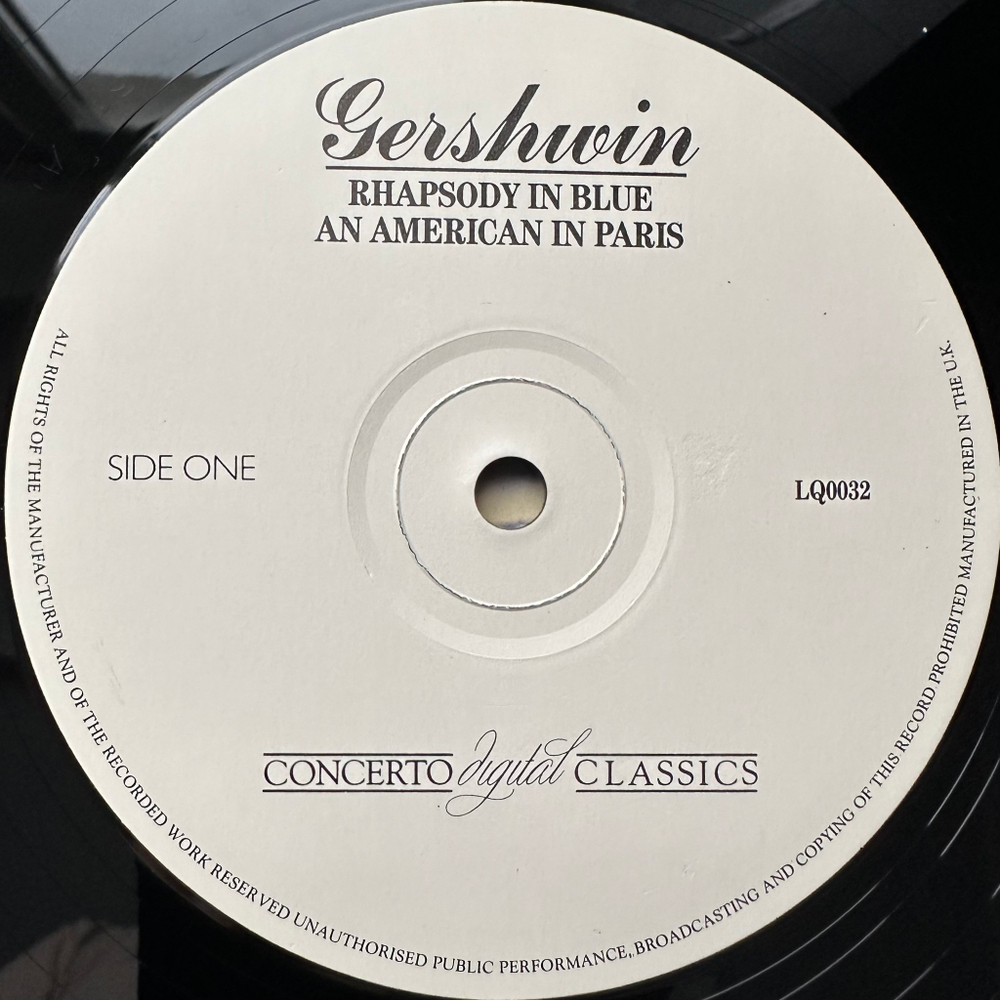 Gershwin
RHAPSODY IN BLUE
AN AMERICAN IN PARIS
SIDE ONE
LQ0032
CONCERTO digital CLASSICS
ALL RIGHTS OF THE MANUFACTURER AND OF THE RECORDED WORK RESERVED UNAUTHORISED PUBLIC PERFORMANCE, BROADCASTING AND COPYING OF THIS RECORD PROHIBITED MANUFACTURED IN THE U.K.